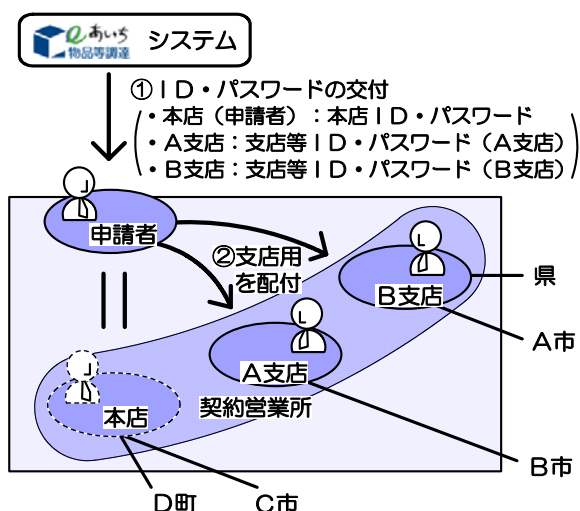 あいち
物品等調達
システム
①ＩＤ・パスワードの交付
・本店（申請者）：本店ＩＤ・パスワード
・Ａ支店：支店等ＩＤ・パスワード（Ａ支店）
・Ｂ支店：支店等ＩＤ・パスワード（Ｂ支店）
申請者
②支店用
を配付
Ｂ支店
県
Ａ市
Ａ支店
契約営業所
本店
Ｂ市
Ｄ町
Ｃ市